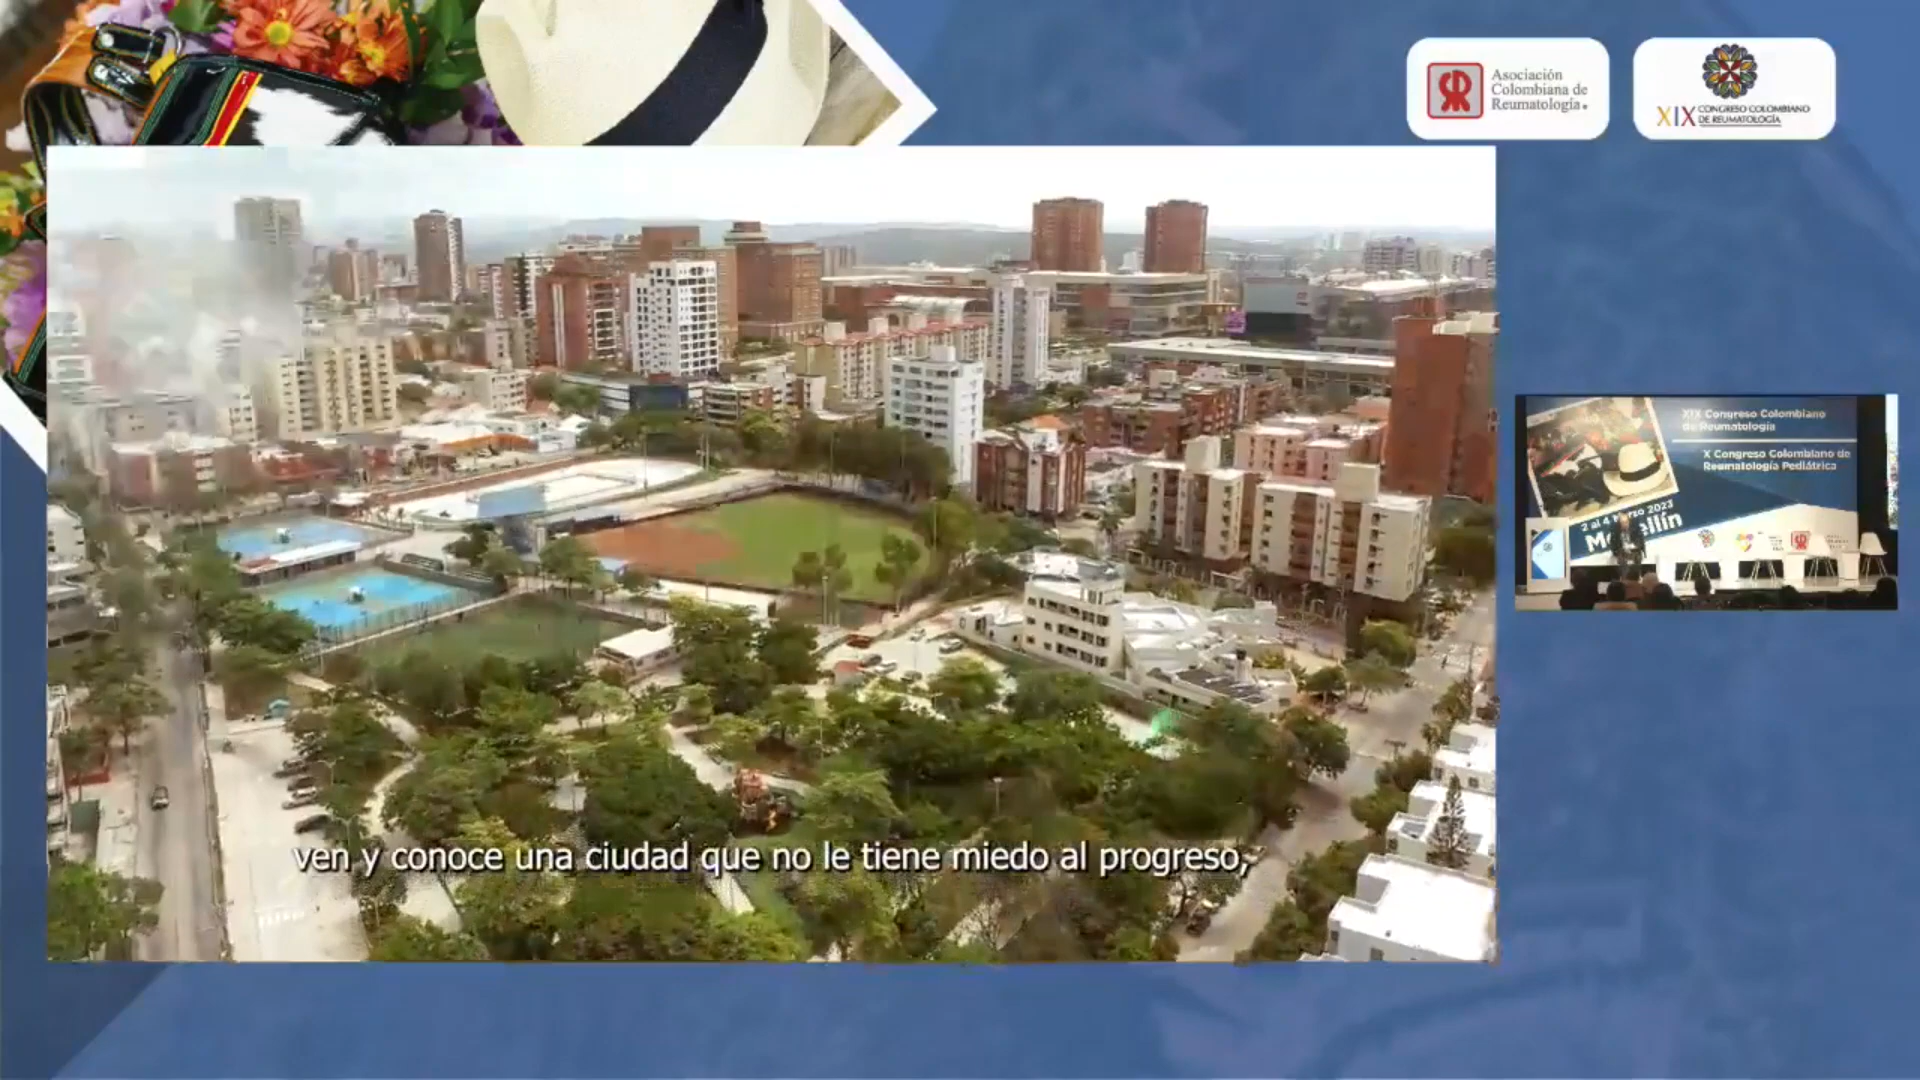 Asociación
Colombiana de
Reumatología.
XIX CONGRESO COLOMBIANO
DE REUMATOLOGÍA
XIX Congreso Colombiano
de Reumatología
X Congreso Colombiano de
Reumatología Pediátrica
2 al 4 2023
ven y conoce una ciudad que no le tiene miedo al progreso,